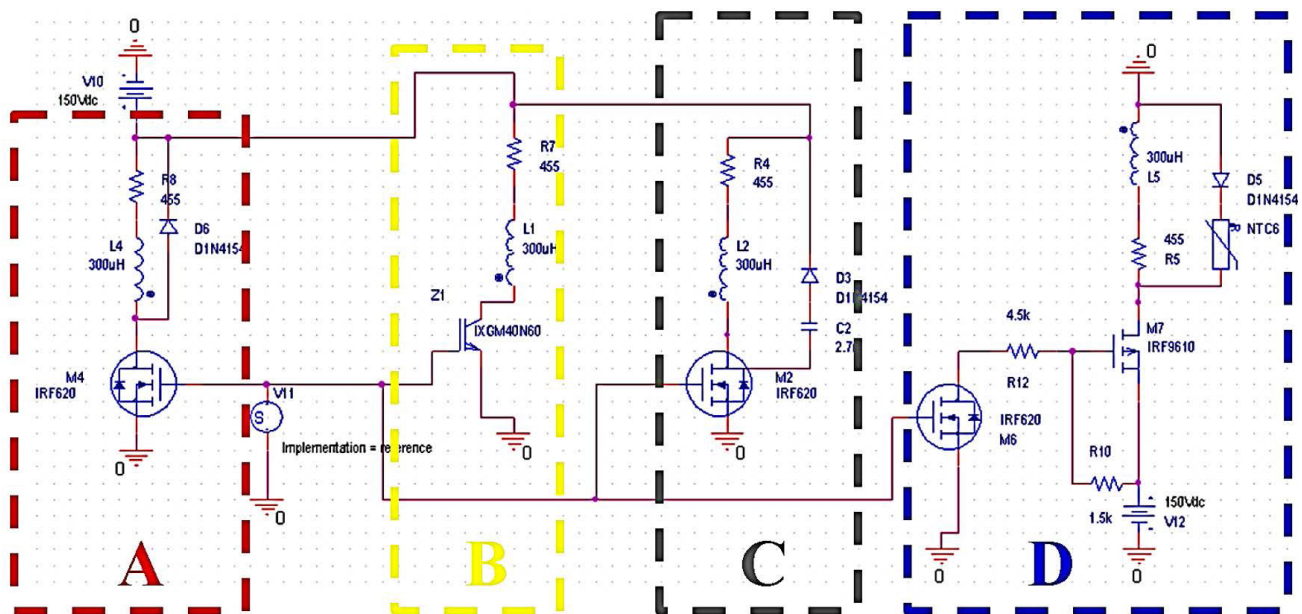 0
V10
150Vdc
R8
455
D6
D1N4154
L4
300uH
M4
IRF620
0
V11
S
Implementation = reference
0
A
R7
455
L1
300uH
Z1
IXGM40N60
0
B
R4
455
L2
300uH
D3
D1N4154
C2
2.7
M2
IRF620
0
C
0
300uH
L5
D5
D1N4154
NTC6
455
R5
4.5k
R12
M7
IRF9610
IRF620
M6
R10
1.5k
150Vdc
V12
0
0
D